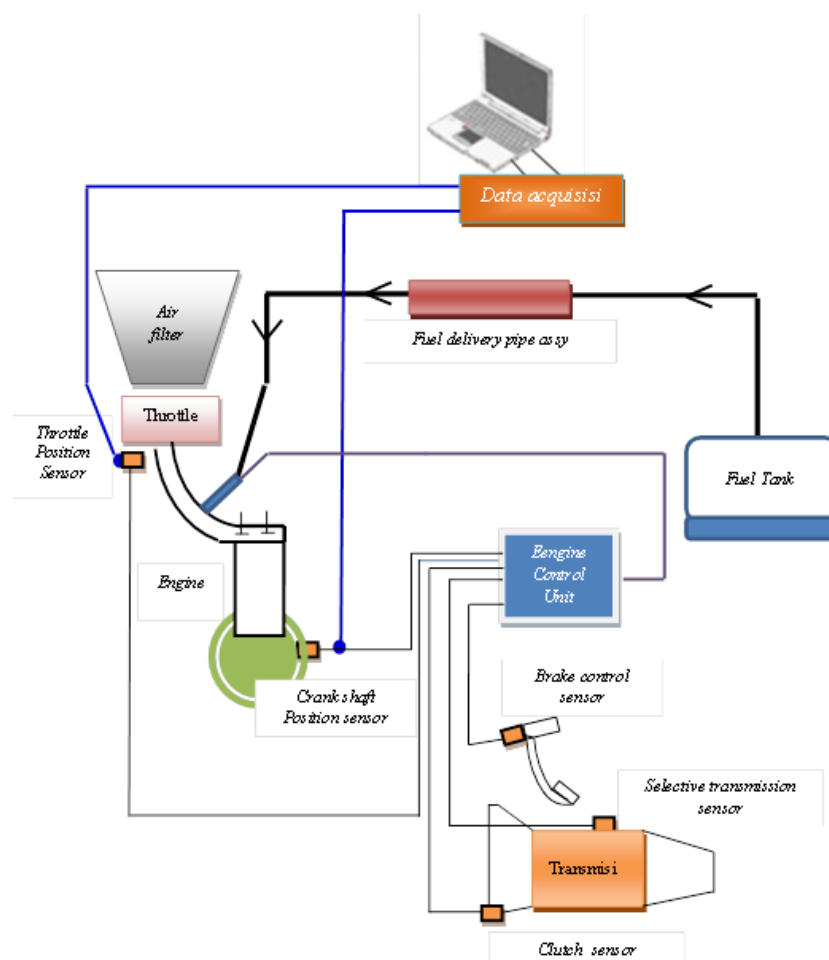 Data acquisisi
Air
filter
Fuel delivery pipe assy
Throttle
Throttle
Position
Sensor
Fuel Tank
Eengine
Control
Unit
Engine
Brake control
sensor
Crank shaft
Position sensor
Selective transmission
sensor
Transmisi
Clutch sensor